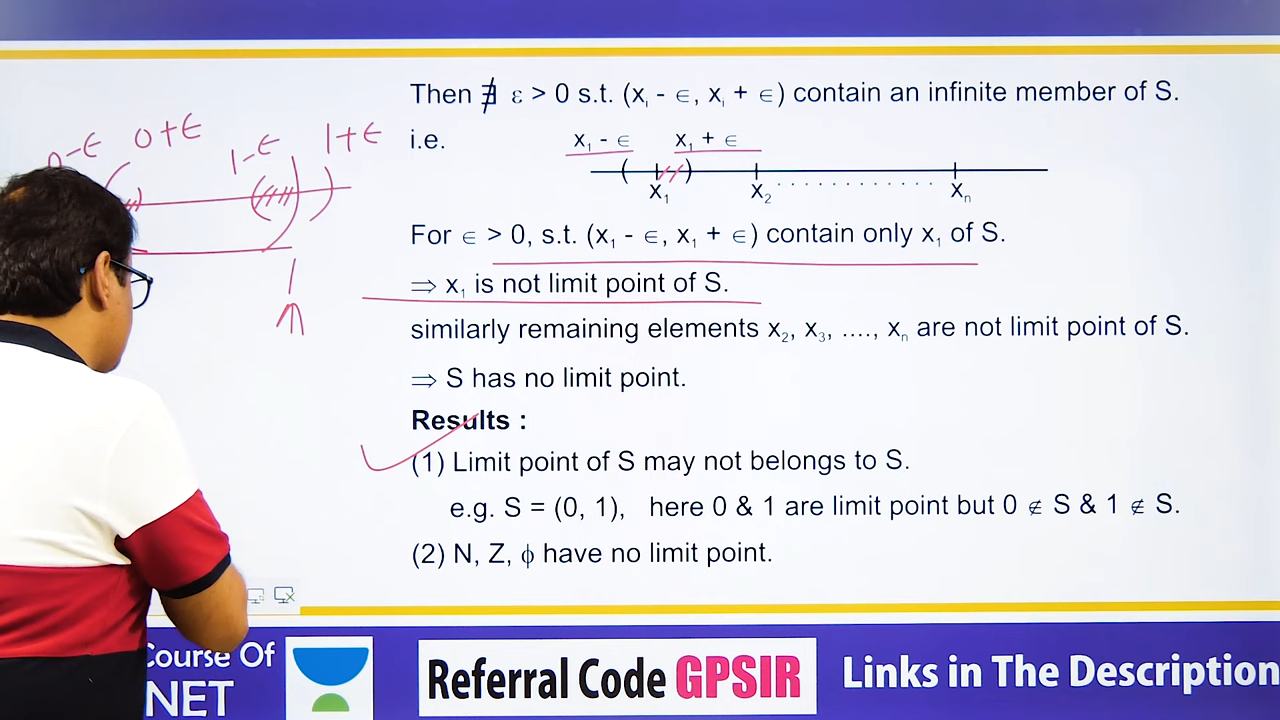 Then ∄ ε > 0 s.t. (xᵢ - ∈, xᵢ + ∈) contain an infinite member of S.
i.e.
x₁ - ∈ x₁ + ∈
x₁ x₂ xₙ
For ∈ > 0, s.t. (x₁ - ∈, x₁ + ∈) contain only x₁ of S.
⇒ x₁ is not limit point of S.
similarly remaining elements x₂, x₃, ...., xₙ are not limit point of S.
⇒ S has no limit point.
Results :
(1) Limit point of S may not belongs to S.
e.g. S = (0, 1), here 0 & 1 are limit point but 0 ∉ S & 1 ∉ S.
(2) N, Z, ϕ have no limit point.
0-∈ 0+∈ 1-∈ 1+∈
1
Course Of
NET
Referral Code GPSIR
Links in The Description